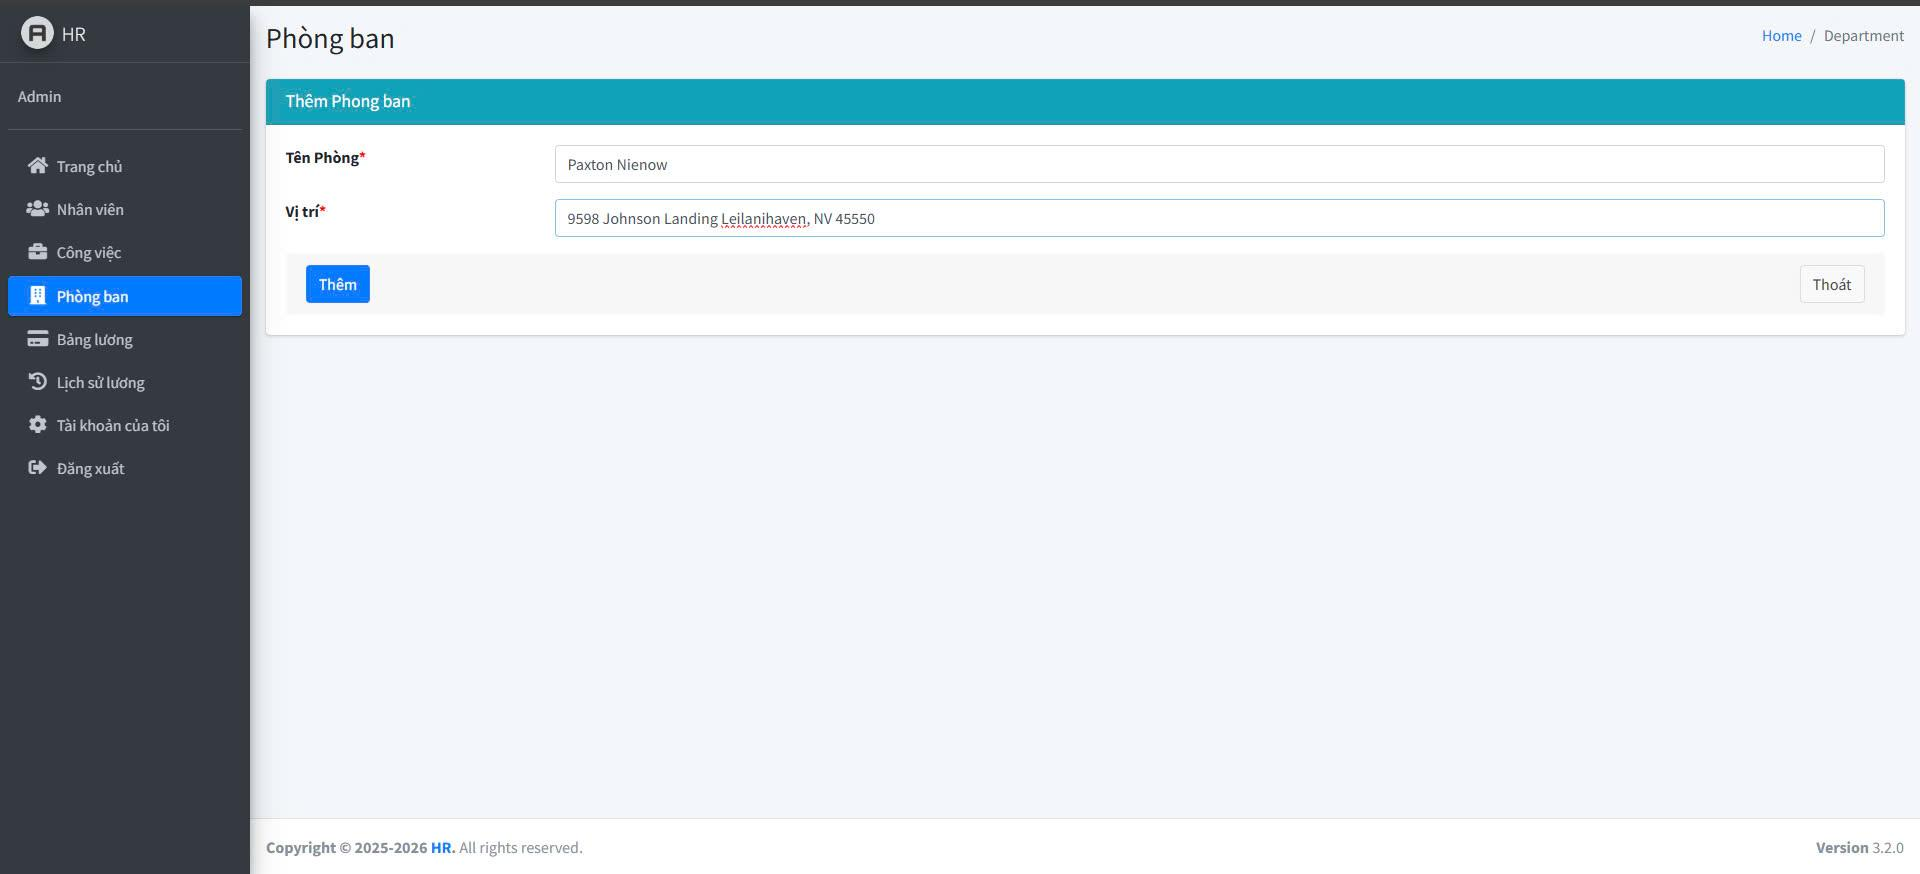 HR
Admin
Trang chủ
Nhân viên
Công việc
Phòng ban
Bảng lương
Lịch sử lương
Tài khoản của tôi
Đăng xuất
Phòng ban
Home / Department
Thêm Phong ban
Tên Phòng*
Paxton Nienow
Vị trí*
9598 Johnson Landing Leilanihaven, NV 45550
Thêm
Thoát
Copyright © 2025-2026 HR. All rights reserved.
Version 3.2.0